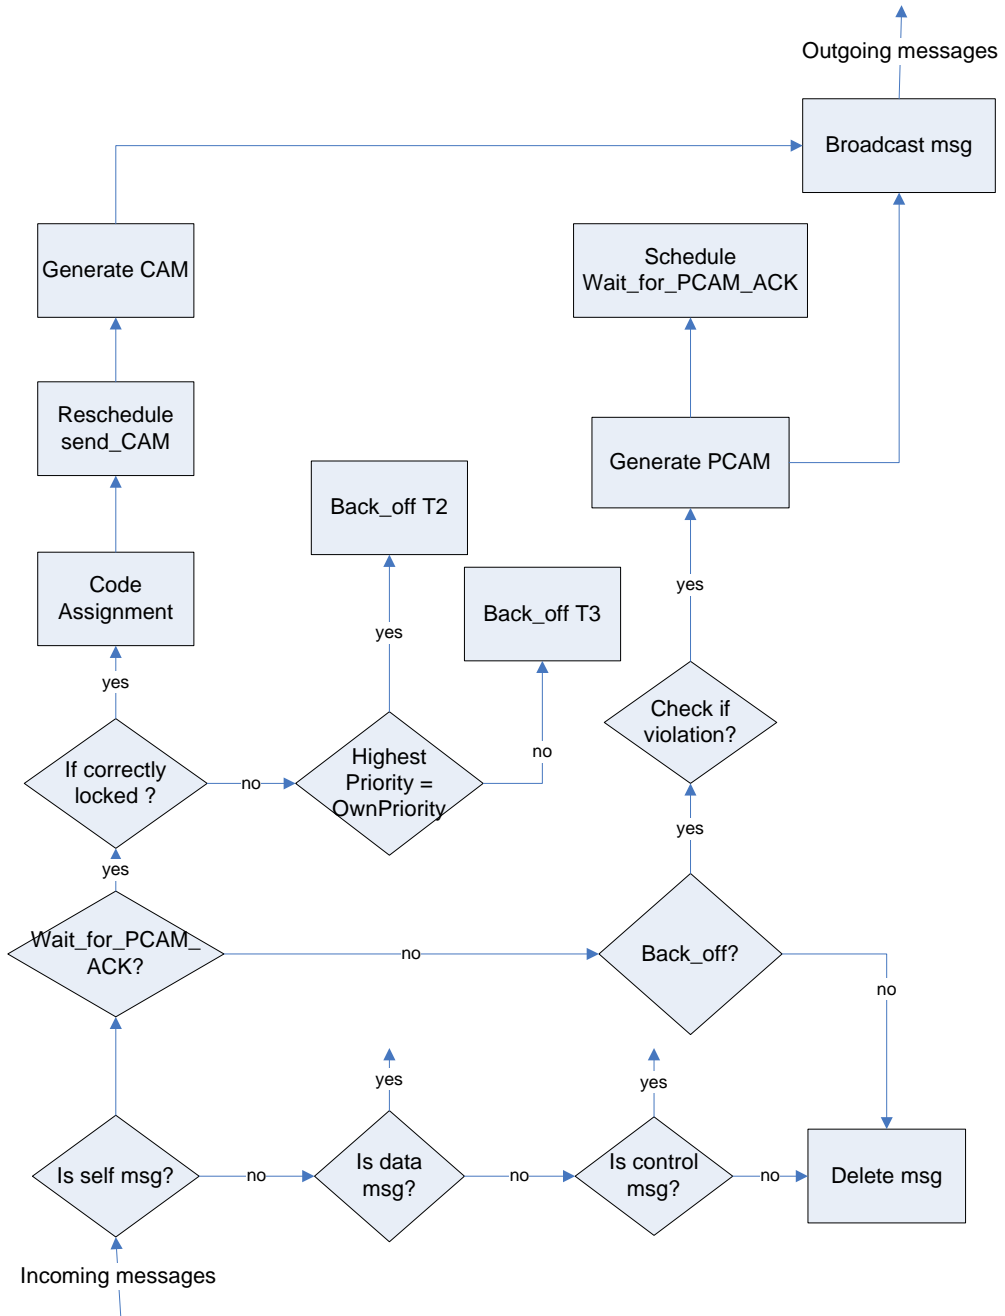 Outgoing messages
Broadcast msg
Generate CAM
Schedule
Wait_for_PCAM_ACK
Reschedule
send_CAM
Generate PCAM
Back_off T2
Code
Assignment
yes
Back_off T3
yes
yes
Check if
violation?
If correctly
locked ?
no
Highest
Priority =
OwnPriority
no
yes
yes
Wait_for_PCAM_
ACK?
no
Back_off?
no
yes
yes
Is self msg?
no
Is data
msg?
no
Is control
msg?
no
Delete msg
Incoming messages